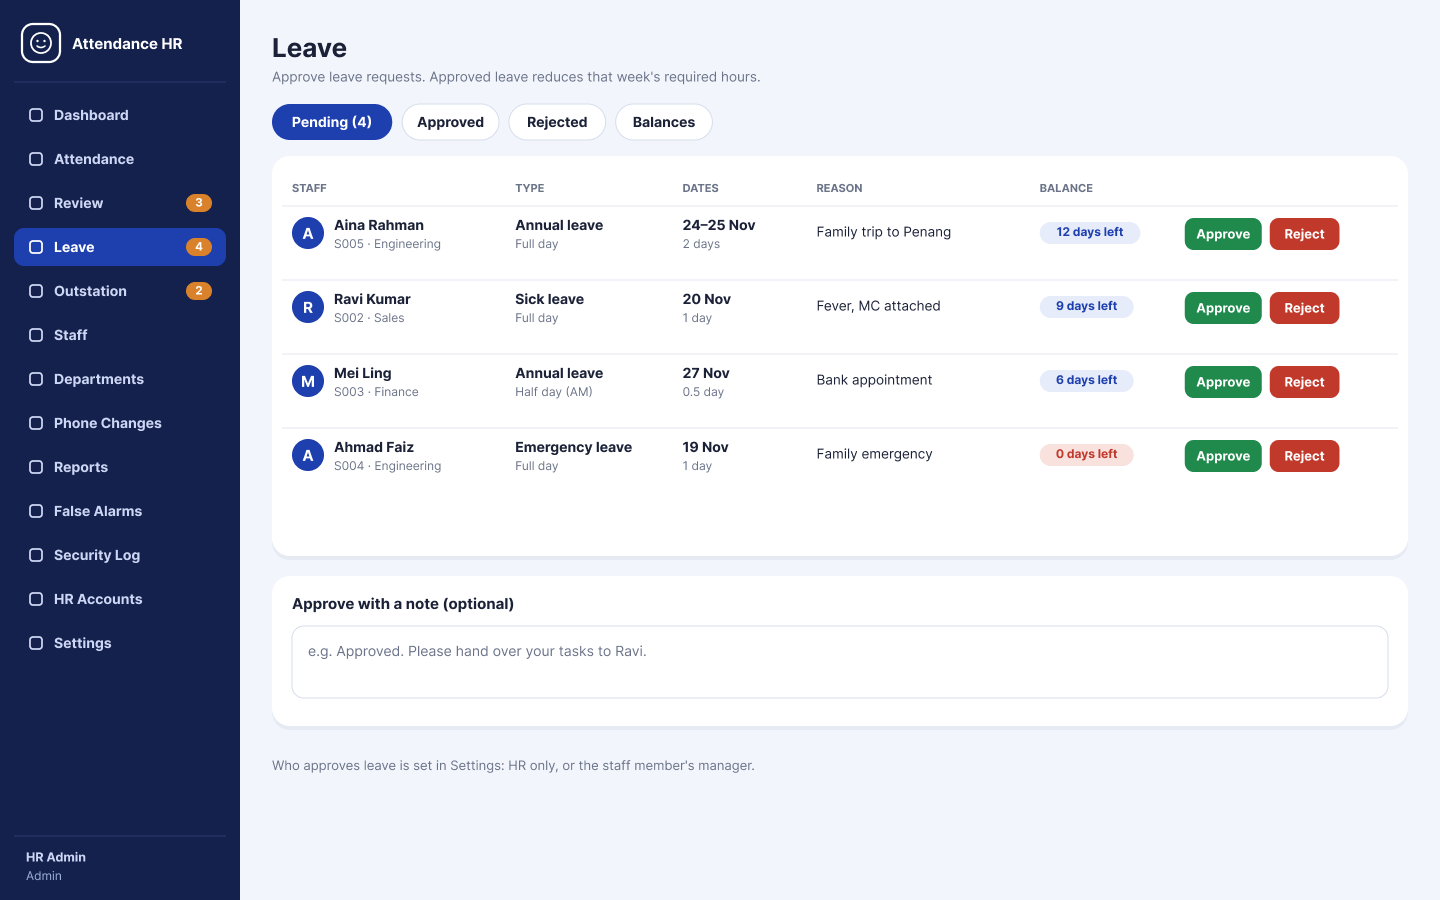 Attendance HR
Dashboard
Attendance
Review 3
Leave 4
Outstation 2
Staff
Departments
Phone Changes
Reports
False Alarms
Security Log
HR Accounts
Settings
HR Admin
Admin
Leave
Approve leave requests. Approved leave reduces that week's required hours.
Pending (4) Approved Rejected Balances
STAFF TYPE DATES REASON BALANCE
A Aina Rahman Annual leave 24–25 Nov Family trip to Penang 12 days left Approve Reject
S005 · Engineering Full day 2 days
R Ravi Kumar Sick leave 20 Nov Fever, MC attached 9 days left Approve Reject
S002 · Sales Full day 1 day
M Mei Ling Annual leave 27 Nov Bank appointment 6 days left Approve Reject
S003 · Finance Half day (AM) 0.5 day
A Ahmad Faiz Emergency leave 19 Nov Family emergency 0 days left Approve Reject
S004 · Engineering Full day 1 day
Approve with a note (optional)
e.g. Approved. Please hand over your tasks to Ravi.
Who approves leave is set in Settings: HR only, or the staff member's manager.